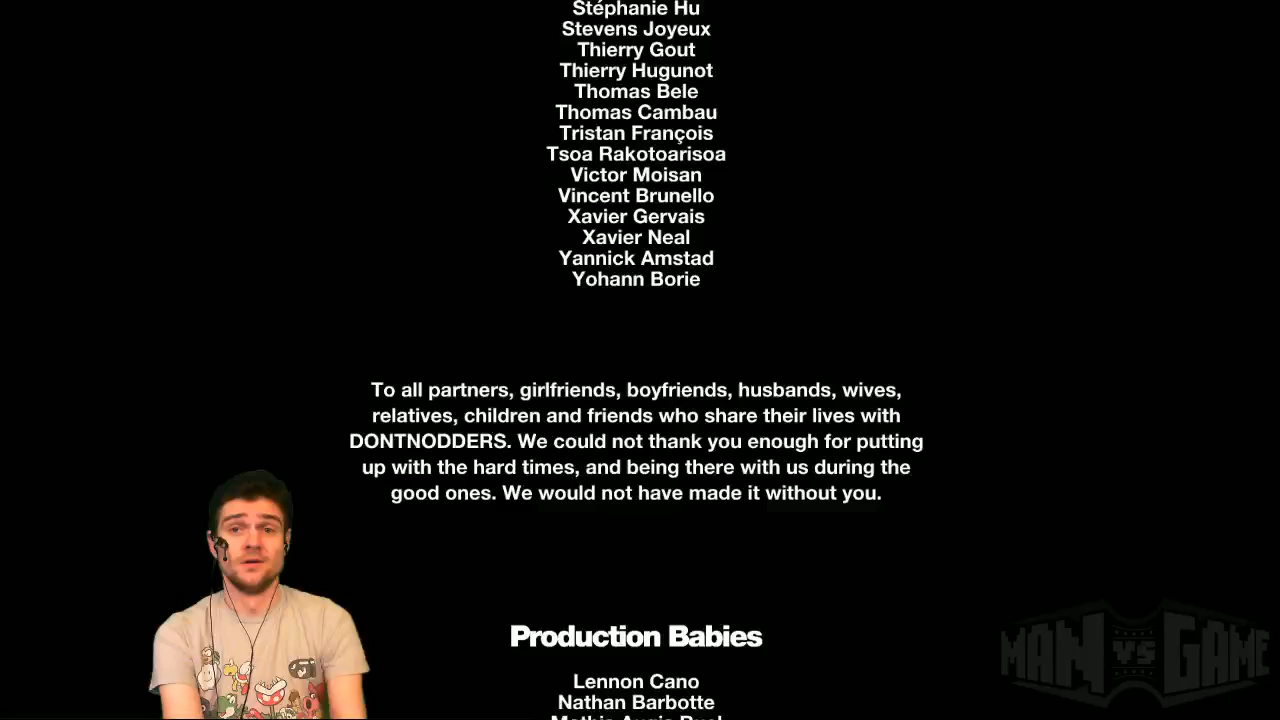 Stéphanie Hu
Stevens Joyeux
Thierry Gout
Thierry Hugunot
Thomas Bele
Thomas Cambau
Tristan François
Tsoa Rakotoarisoa
Victor Moisan
Vincent Brunello
Xavier Gervais
Xavier Neal
Yannick Amstad
Yohann Borie
To all partners, girlfriends, boyfriends, husbands, wives,
relatives, children and friends who share their lives with
DONTNODDERS. We could not thank you enough for putting
up with the hard times, and being there with us during the
good ones. We would not have made it without you.
Production Babies
Lennon Cano
Nathan Barbotte
MAN VS GAME